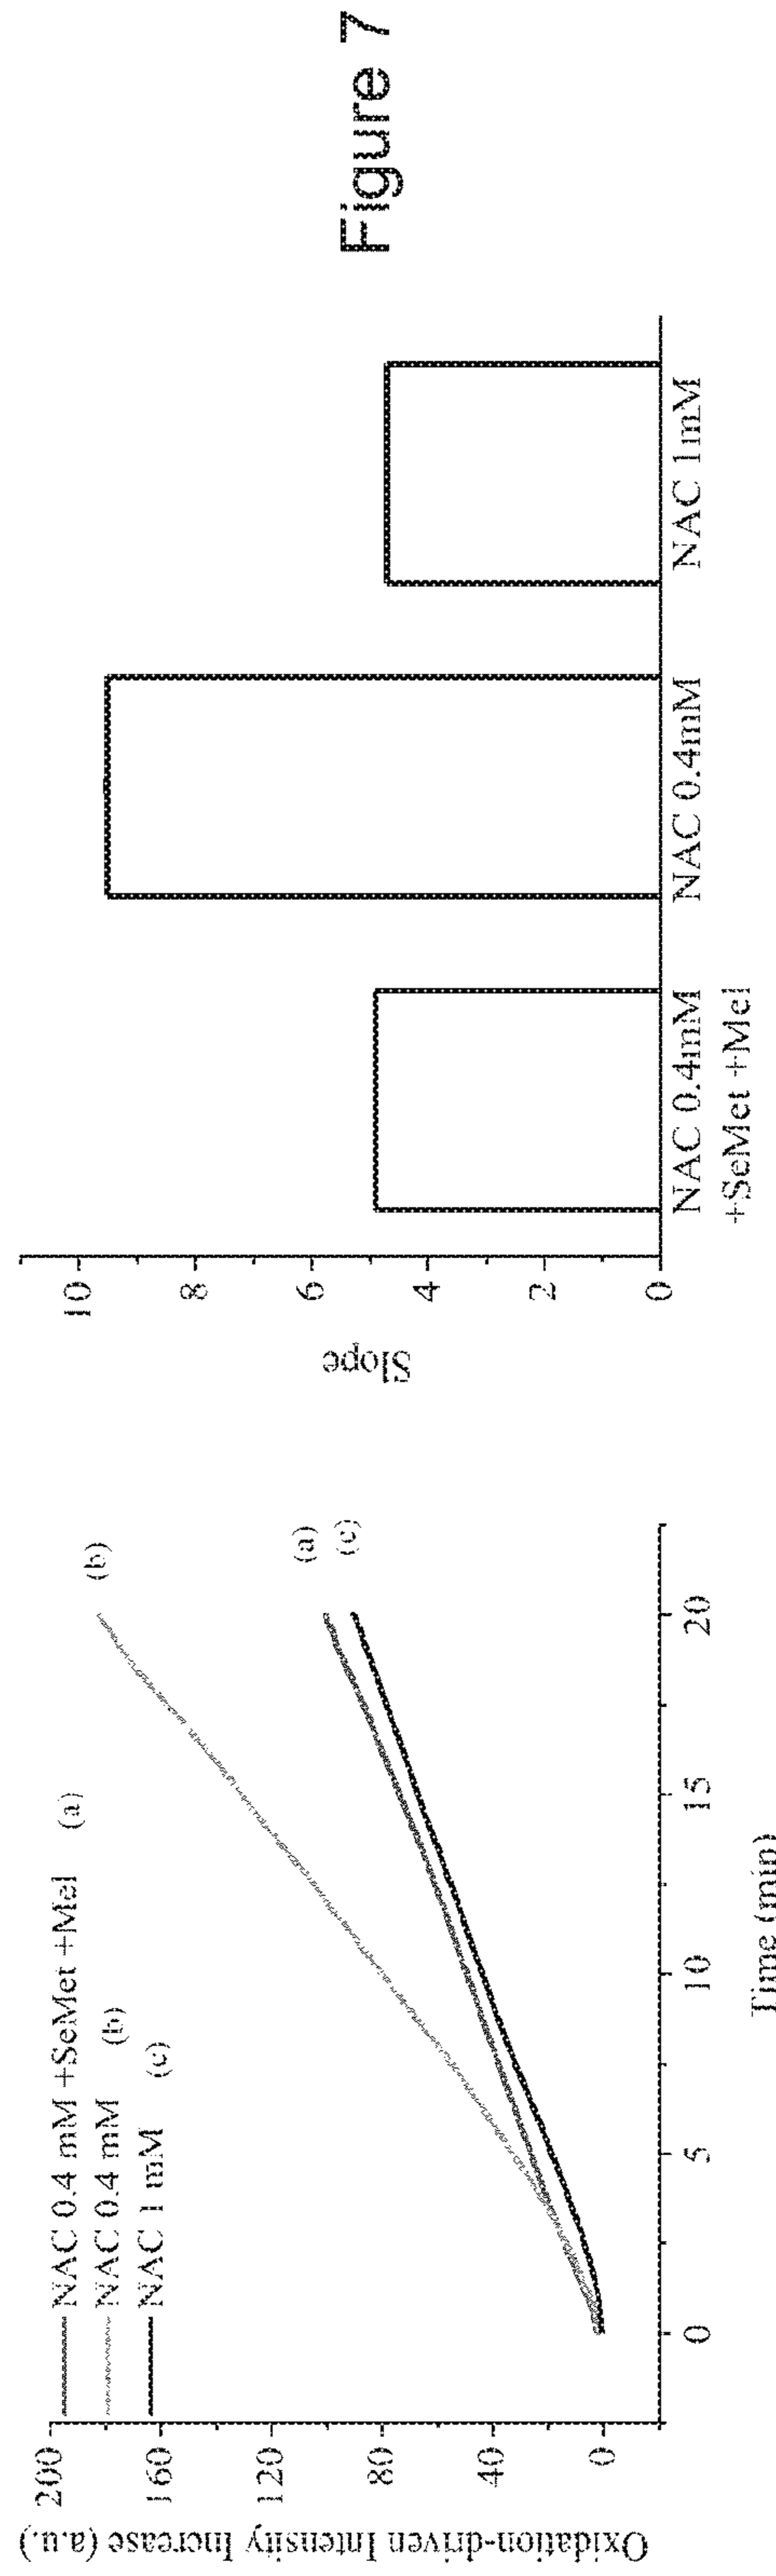 Oxidation-driven Intensity Increase (a.u.)
200
160
120
80
40
0
NAC 0.4 mM +SeMet +Mel (a)
NAC 0.4 mM (b)
NAC 1 mM (c)
(b)
(a)
(c)
0
5
10
15
20
Time (min)
Slope
10
8
6
4
2
0
NAC 0.4mM
+SeMet +Mel
NAC 0.4mM
NAC 1mM
Figure 7